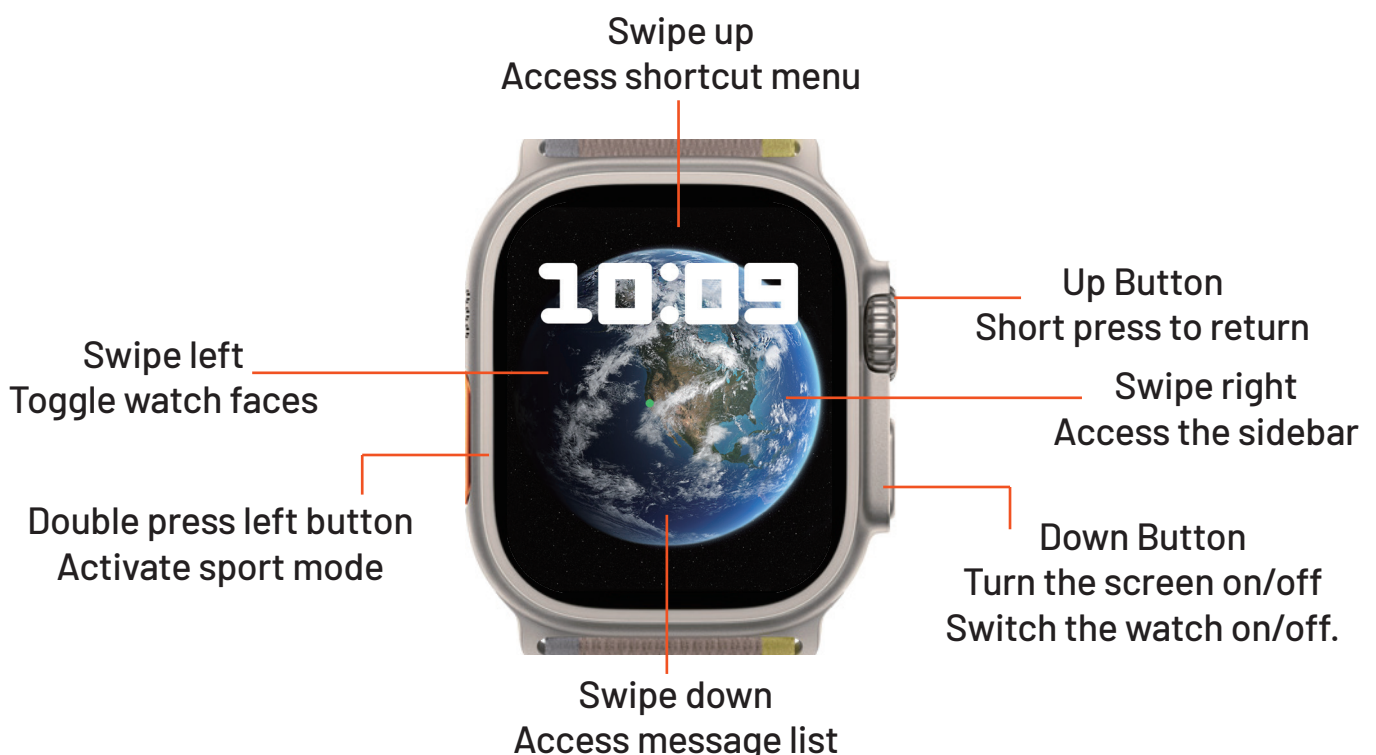 Swipe up
Access shortcut menu
10:09
Up Button
Short press to return
Swipe left
Toggle watch faces
Swipe right
Access the sidebar
Double press left button
Activate sport mode
Down Button
Turn the screen on/off
Switch the watch on/off.
Swipe down
Access message list